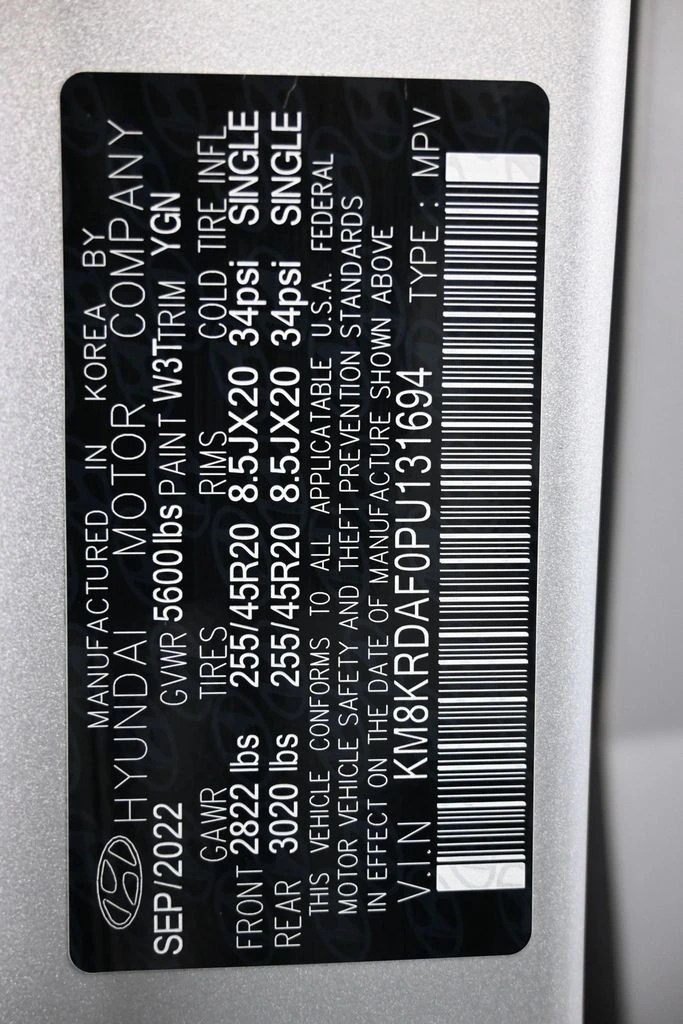 MANUFACTURED IN KOREA BY
HYUNDAI MOTOR COMPANY
SEP/2022 GVWR 5600lbs PAINT W3T TRIM YGN
GAWR TIRES RIMS COLD TIRE INFL
FRONT 2822 lbs 255/45R20 8.5JX20 34psi SINGLE
REAR 3020 lbs 255/45R20 8.5JX20 34psi SINGLE
THIS VEHICLE CONFORMS TO ALL APPLICATABLE U.S.A. FEDERAL
MOTOR VEHICLE SAFETY AND THEFT PREVENTION STANDARDS
IN EFFECT ON THE DATE OF MANUFACTURE SHOWN ABOVE
V.I.N KM8KRDAF0PU131694 TYPE : MPV